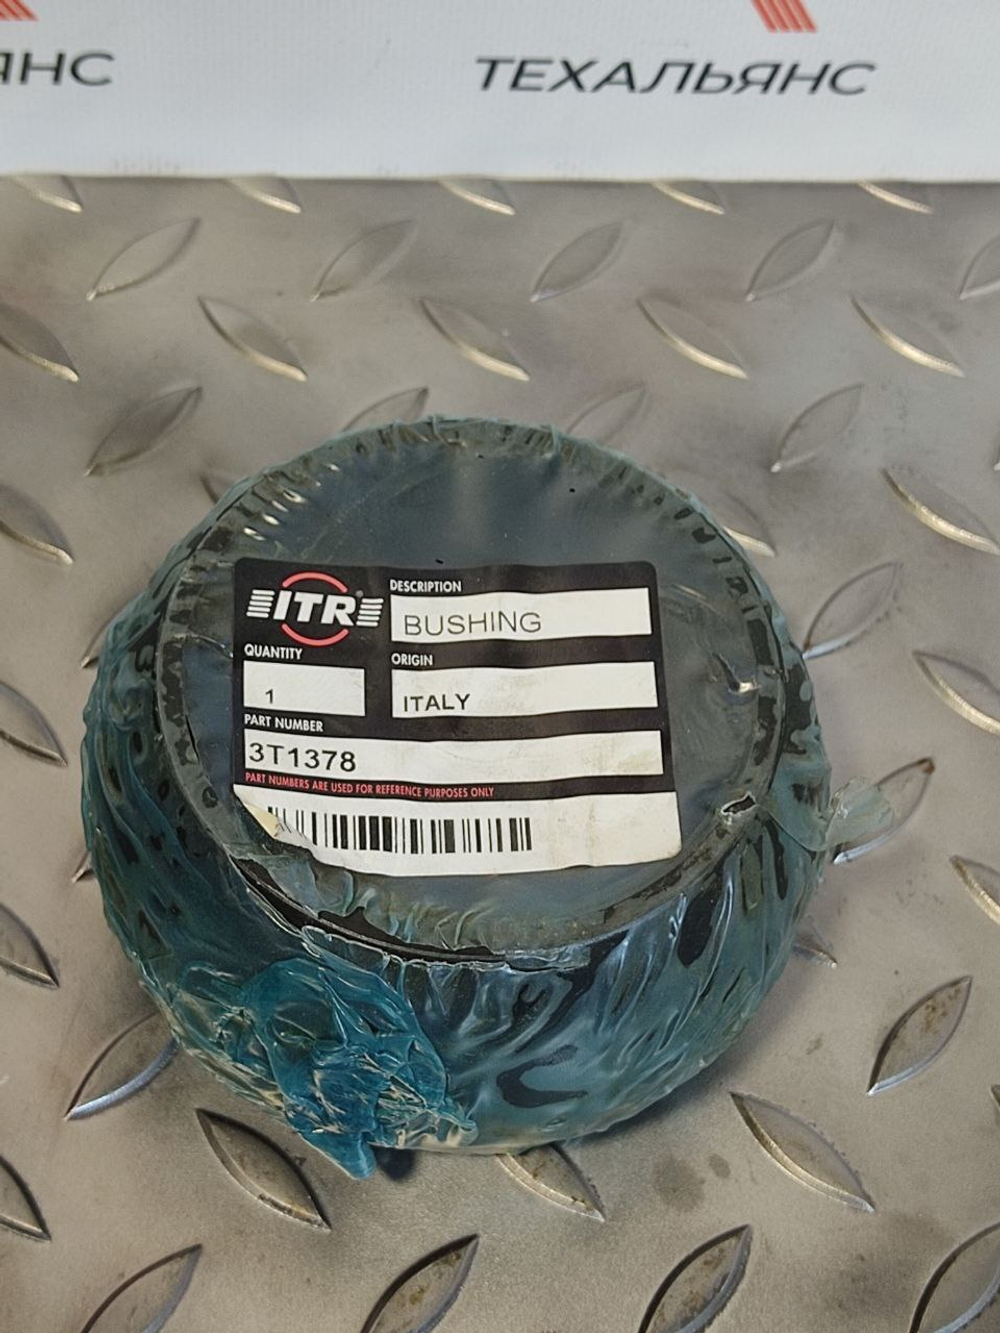 ЯНС
ТЕХАЛЬЯНС
ITR
DESCRIPTION
BUSHING
QUANTITY
ORIGIN
1
ITALY
PART NUMBER
3T1378
PART NUMBERS ARE USED FOR REFERENCE PURPOSES ONLY